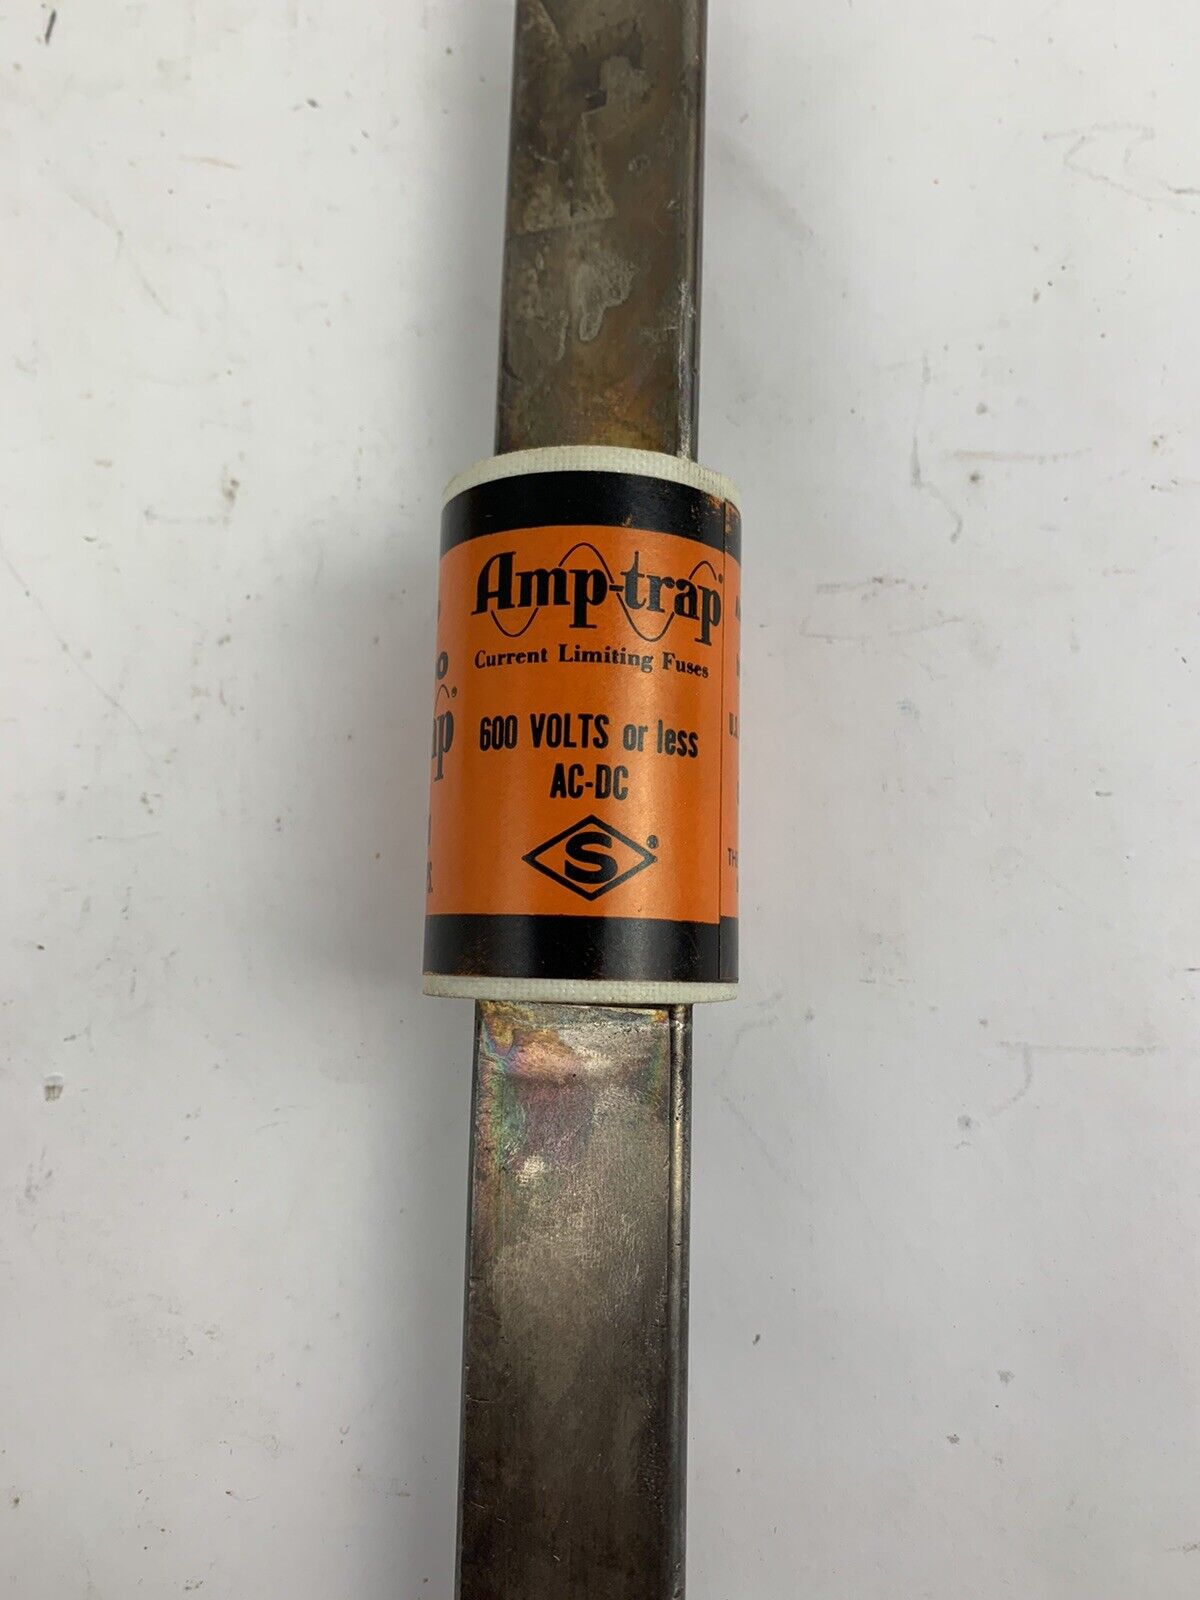 Amp-trap®
Current Limiting Fuses
600 VOLTS or less
AC-DC
S®